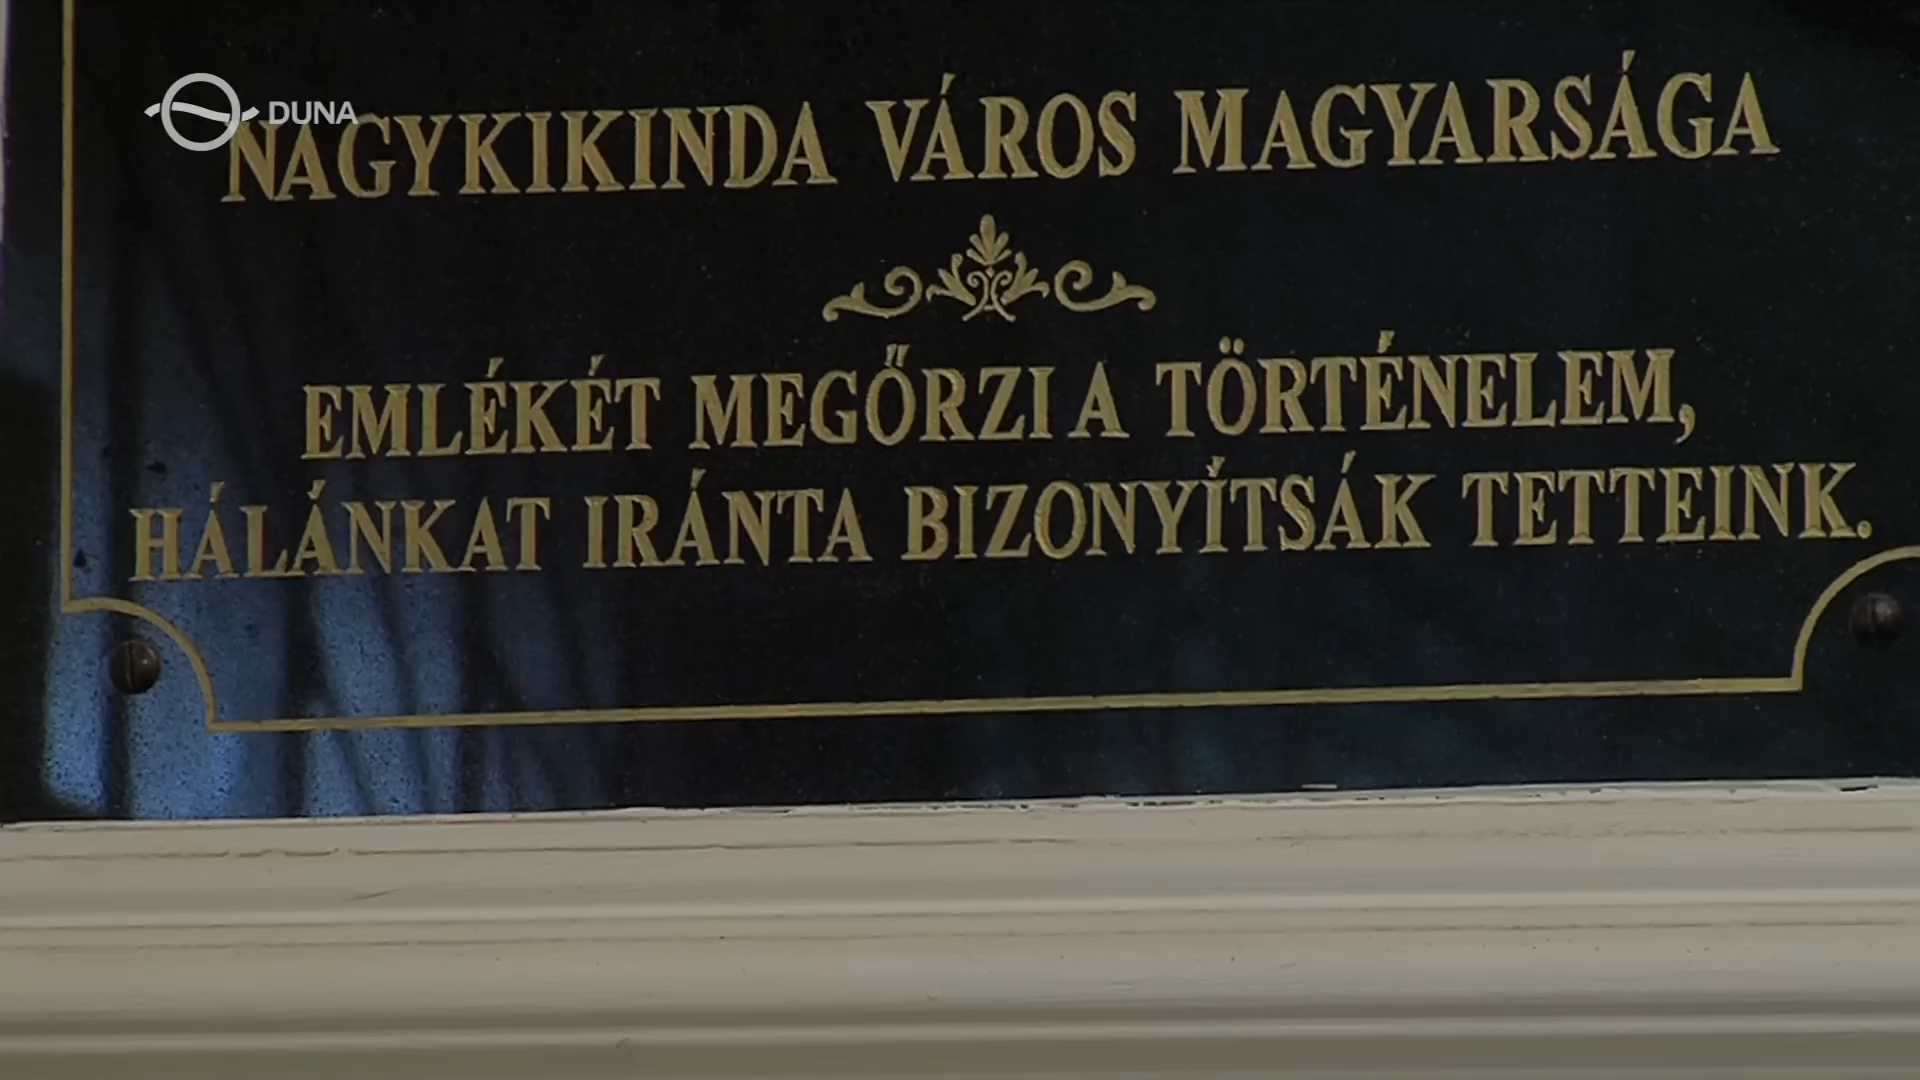 DUNA
NAGYKIKINDA VÁROS MAGYARSÁGA
EMLÉKÉT MEGŐRZI A TÖRTÉNELEM,
HÁLÁNKAT IRÁNTA BIZONYÍTSÁK TETTEINK.